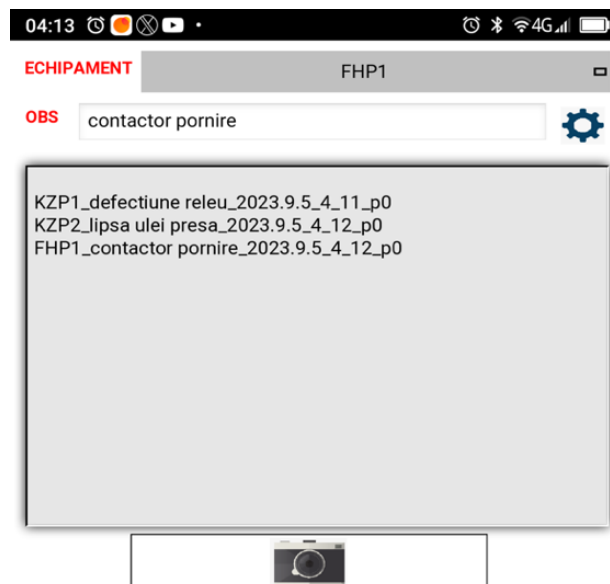 04:13 4G
ECHIPAMENT FHP1
OBS contactor pornire
KZP1_defectiune releu_2023.9.5_4_11_p0
KZP2_lipsa ulei presa_2023.9.5_4_12_p0
FHP1_contactor pornire_2023.9.5_4_12_p0